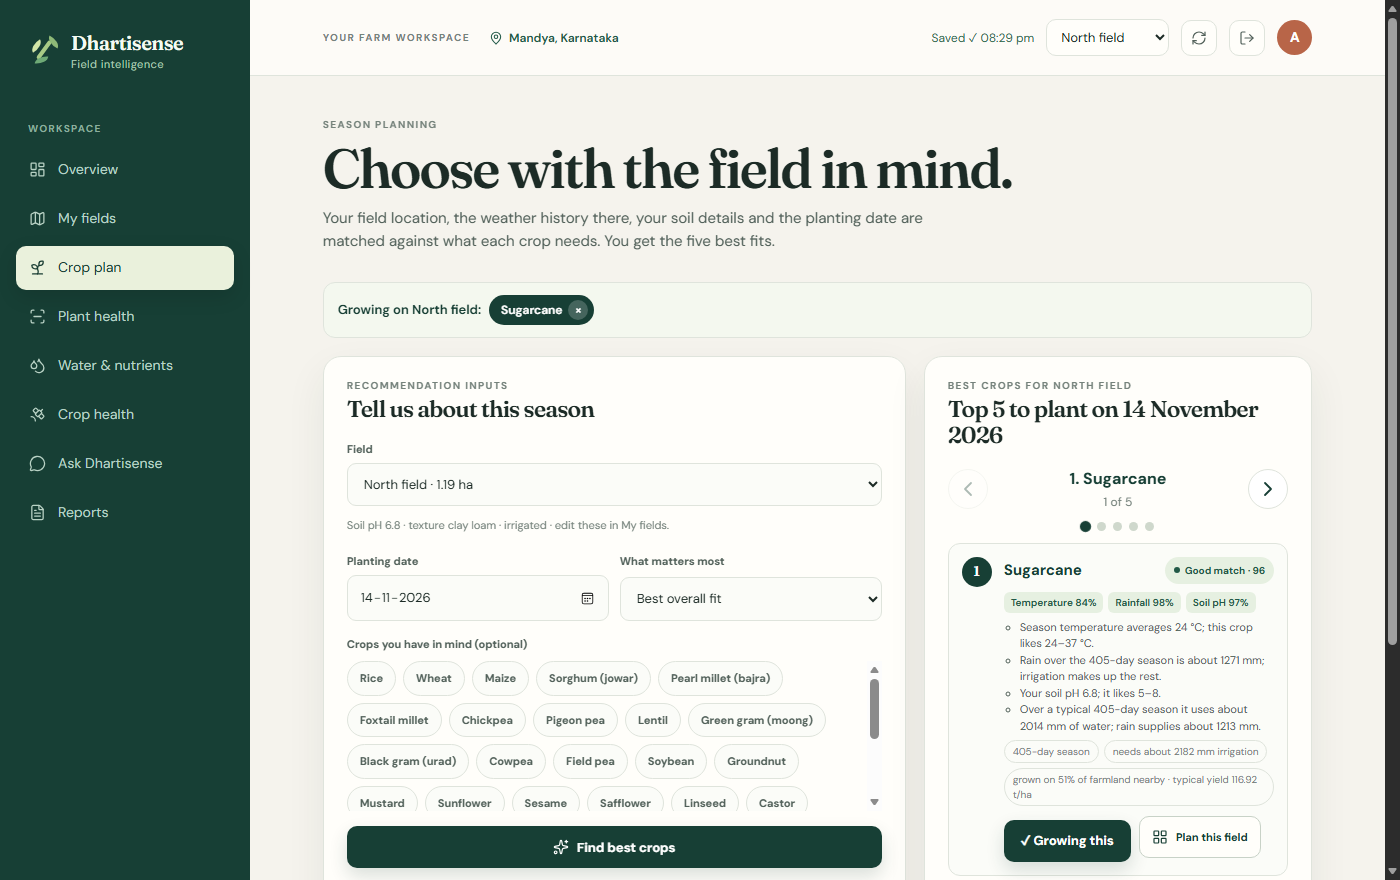 Dhartisense
Field intelligence
WORKSPACE
Overview
My fields
Crop plan
Plant health
Water & nutrients
Crop health
Ask Dhartisense
Reports
YOUR FARM WORKSPACE
Mandya, Karnataka
Saved ✓ 08:29 pm
North field
A
SEASON PLANNING
Choose with the field in mind.
Your field location, the weather history there, your soil details and the planting date are
matched against what each crop needs. You get the five best fits.
Growing on North field: Sugarcane ×
RECOMMENDATION INPUTS
Tell us about this season
Field
North field · 1.19 ha
Soil pH 6.8 · texture clay loam · irrigated · edit these in My fields.
Planting date
14-11-2026
What matters most
Best overall fit
Crops you have in mind (optional)
Rice Wheat Maize Sorghum (jowar) Pearl millet (bajra)
Foxtail millet Chickpea Pigeon pea Lentil Green gram (moong)
Black gram (urad) Cowpea Field pea Soybean Groundnut
Mustard Sunflower Sesame Safflower Linseed Castor
Find best crops
BEST CROPS FOR NORTH FIELD
Top 5 to plant on 14 November
2026
1. Sugarcane
1 of 5
1 Sugarcane Good match · 96
Temperature 84% Rainfall 98% Soil pH 97%
Season temperature averages 24 °C; this crop
likes 24–37 °C.
Rain over the 405-day season is about 1271 mm;
irrigation makes up the rest.
Your soil pH 6.8; it likes 5–8.
Over a typical 405-day season it uses about
2014 mm of water; rain supplies about 1213 mm.
405-day season needs about 2182 mm irrigation
grown on 51% of farmland nearby · typical yield 116.92
t/ha
✓ Growing this Plan this field